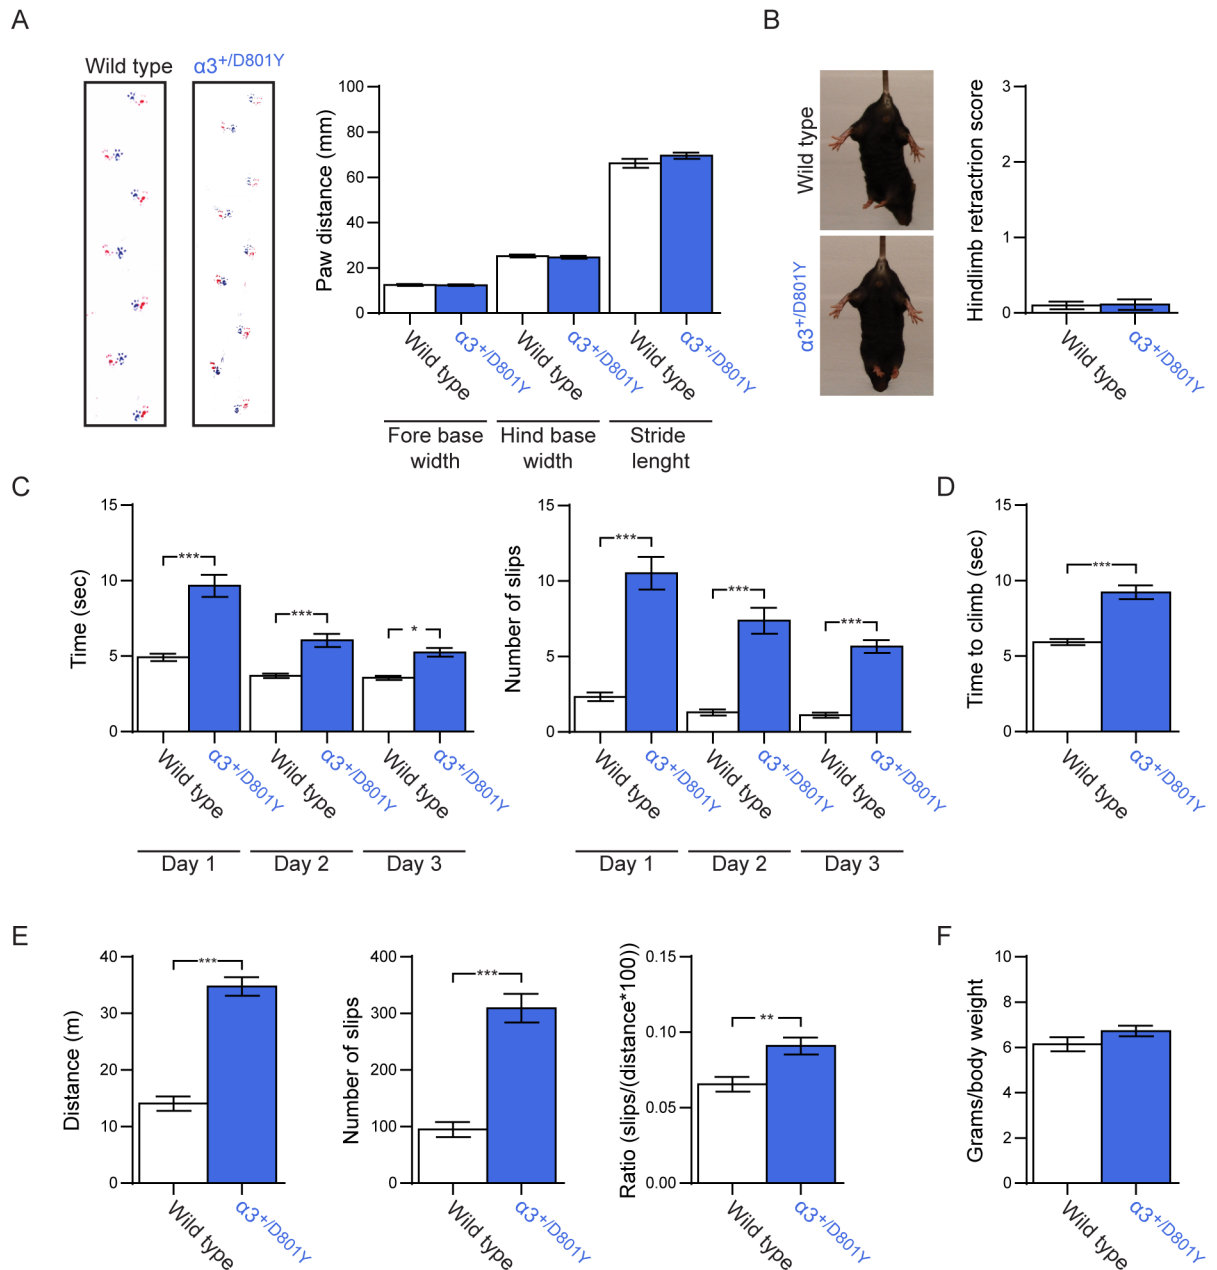 A
Wild type
α3+/D801Y
Paw distance (mm)
100
80
60
40
20
0
Wild type
α3+/D801Y
Wild type
α3+/D801Y
Wild type
α3+/D801Y
Fore base
width
Hind base
width
Stride
lenght
B
Wild type
α3+/D801Y
Hindlimb retractrion score
3
2
1
0
Wild type
α3+/D801Y
C
Time (sec)
15
10
5
0
***
***
*
Wild type
α3+/D801Y
Wild type
α3+/D801Y
Wild type
α3+/D801Y
Day 1
Day 2
Day 3
Number of slips
15
10
5
0
***
***
***
Wild type
α3+/D801Y
Wild type
α3+/D801Y
Wild type
α3+/D801Y
Day 1
Day 2
Day 3
D
Time to climb (sec)
15
10
5
0
***
Wild type
α3+/D801Y
E
Distance (m)
40
30
20
10
0
***
Wild type
α3+/D801Y
Number of slips
400
300
200
100
0
***
Wild type
α3+/D801Y
Ratio (slips/(distance*100))
0.15
0.10
0.05
0.00
**
Wild type
α3+/D801Y
F
Grams/body weight
10
8
6
4
2
0
Wild type
α3+/D801Y